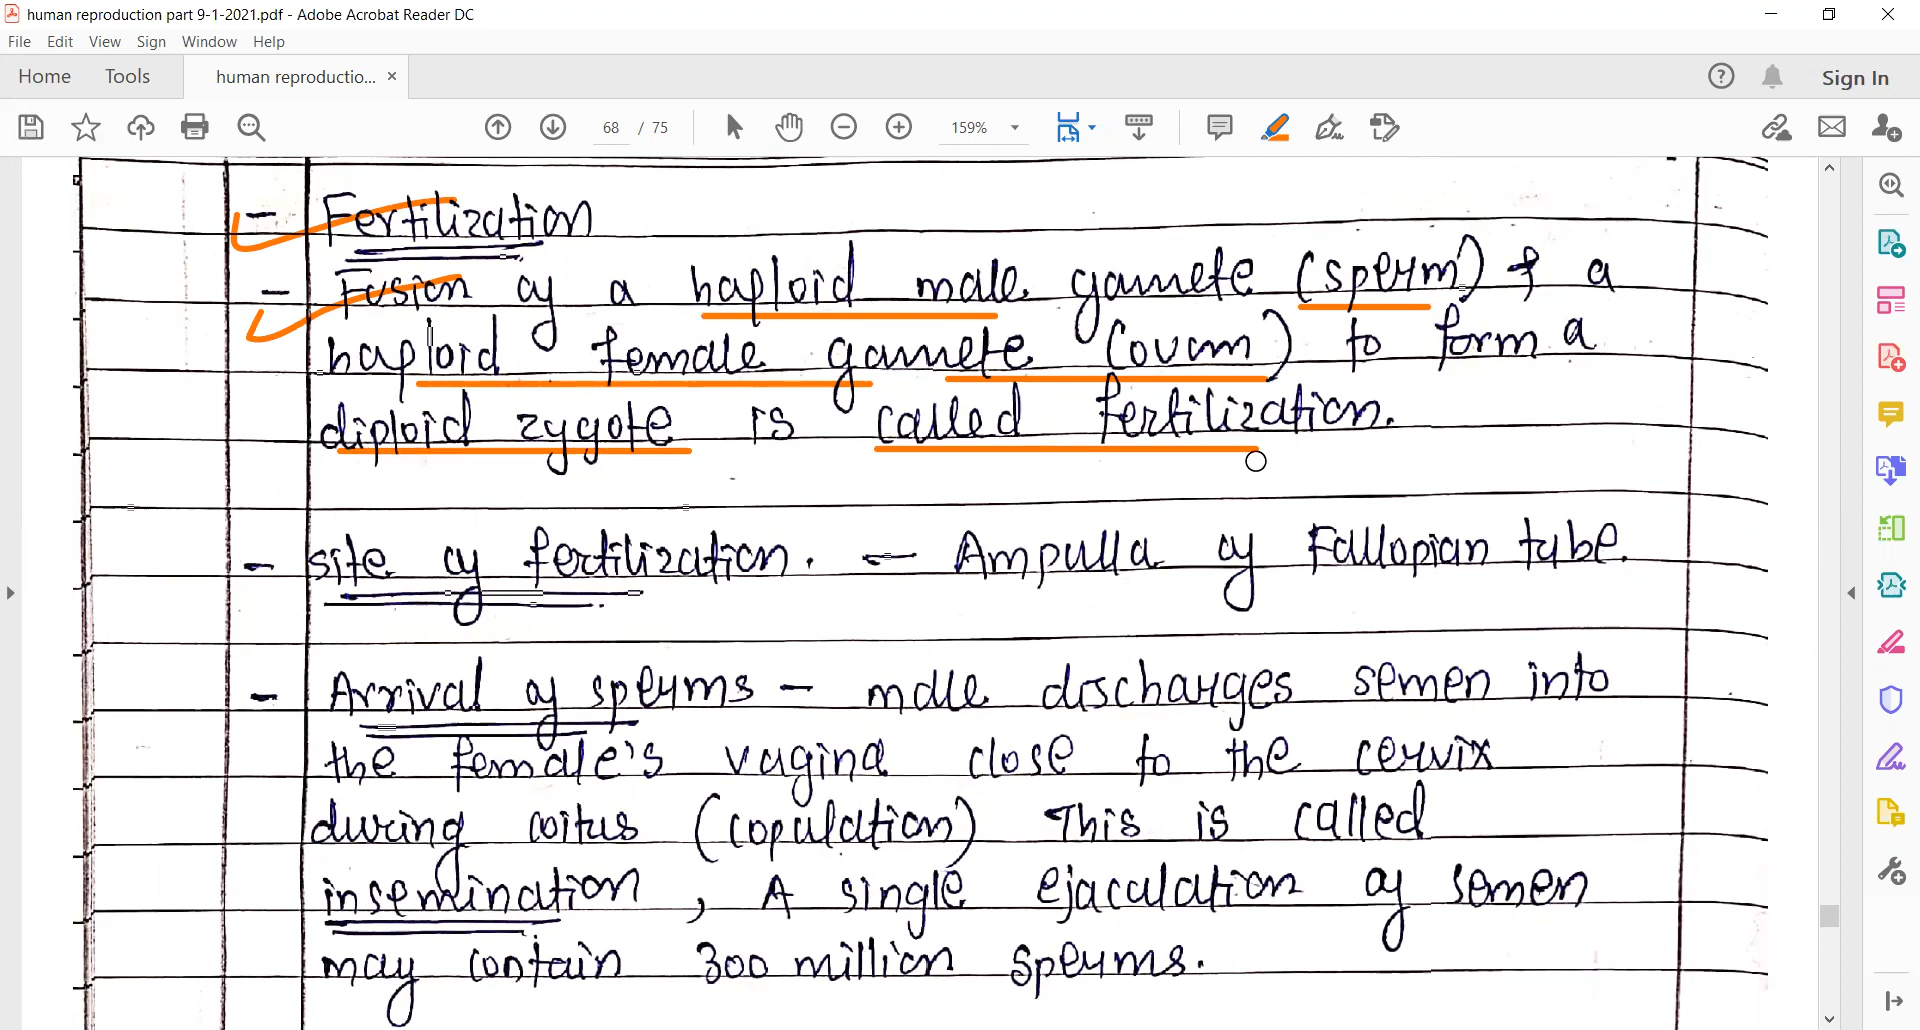 human reproduction part 9-1-2021.pdf - Adobe Acrobat Reader DC
File Edit View Sign Window Help
Home Tools human reproductio... × Sign In
68 / 75 159%
- Fertilization
- Fusion of a haploid male gamete (sperm) & a
haploid female gamete (ovum) to form a
diploid zygote is called fertilization.
- site of fertilization. - Ampulla of Fallopian tube.
- Arrival of sperms - male discharges semen into
the female's vagina close to the cervix
during coitus (copulation) This is called
insemination, A single ejaculation of semen
may contain 300 million sperms.